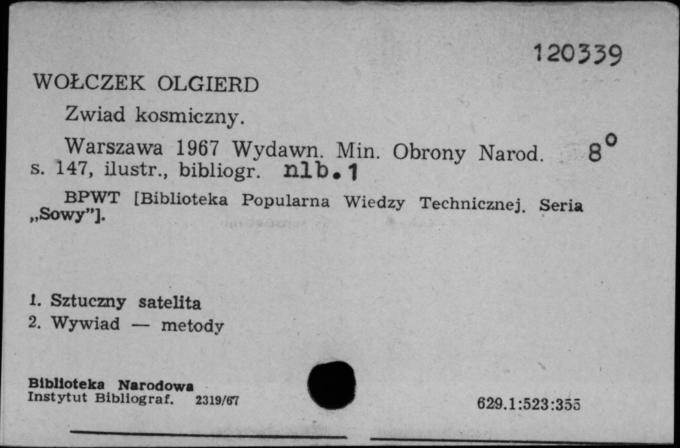 120339
WOŁCZEK OLGIERD
Zwiad kosmiczny.
Warszawa 1967 Wydawn. Min. Obrony Narod. 8°
s. 147, ilustr., bibliogr. nlb.1
BPWT [Biblioteka Popularna Wiedzy Technicznej. Seria
„Sowy”].
1. Sztuczny satelita
2. Wywiad — metody
Biblioteka Narodowa
Instytut Bibliograf. 2319/67
629.1:523:355